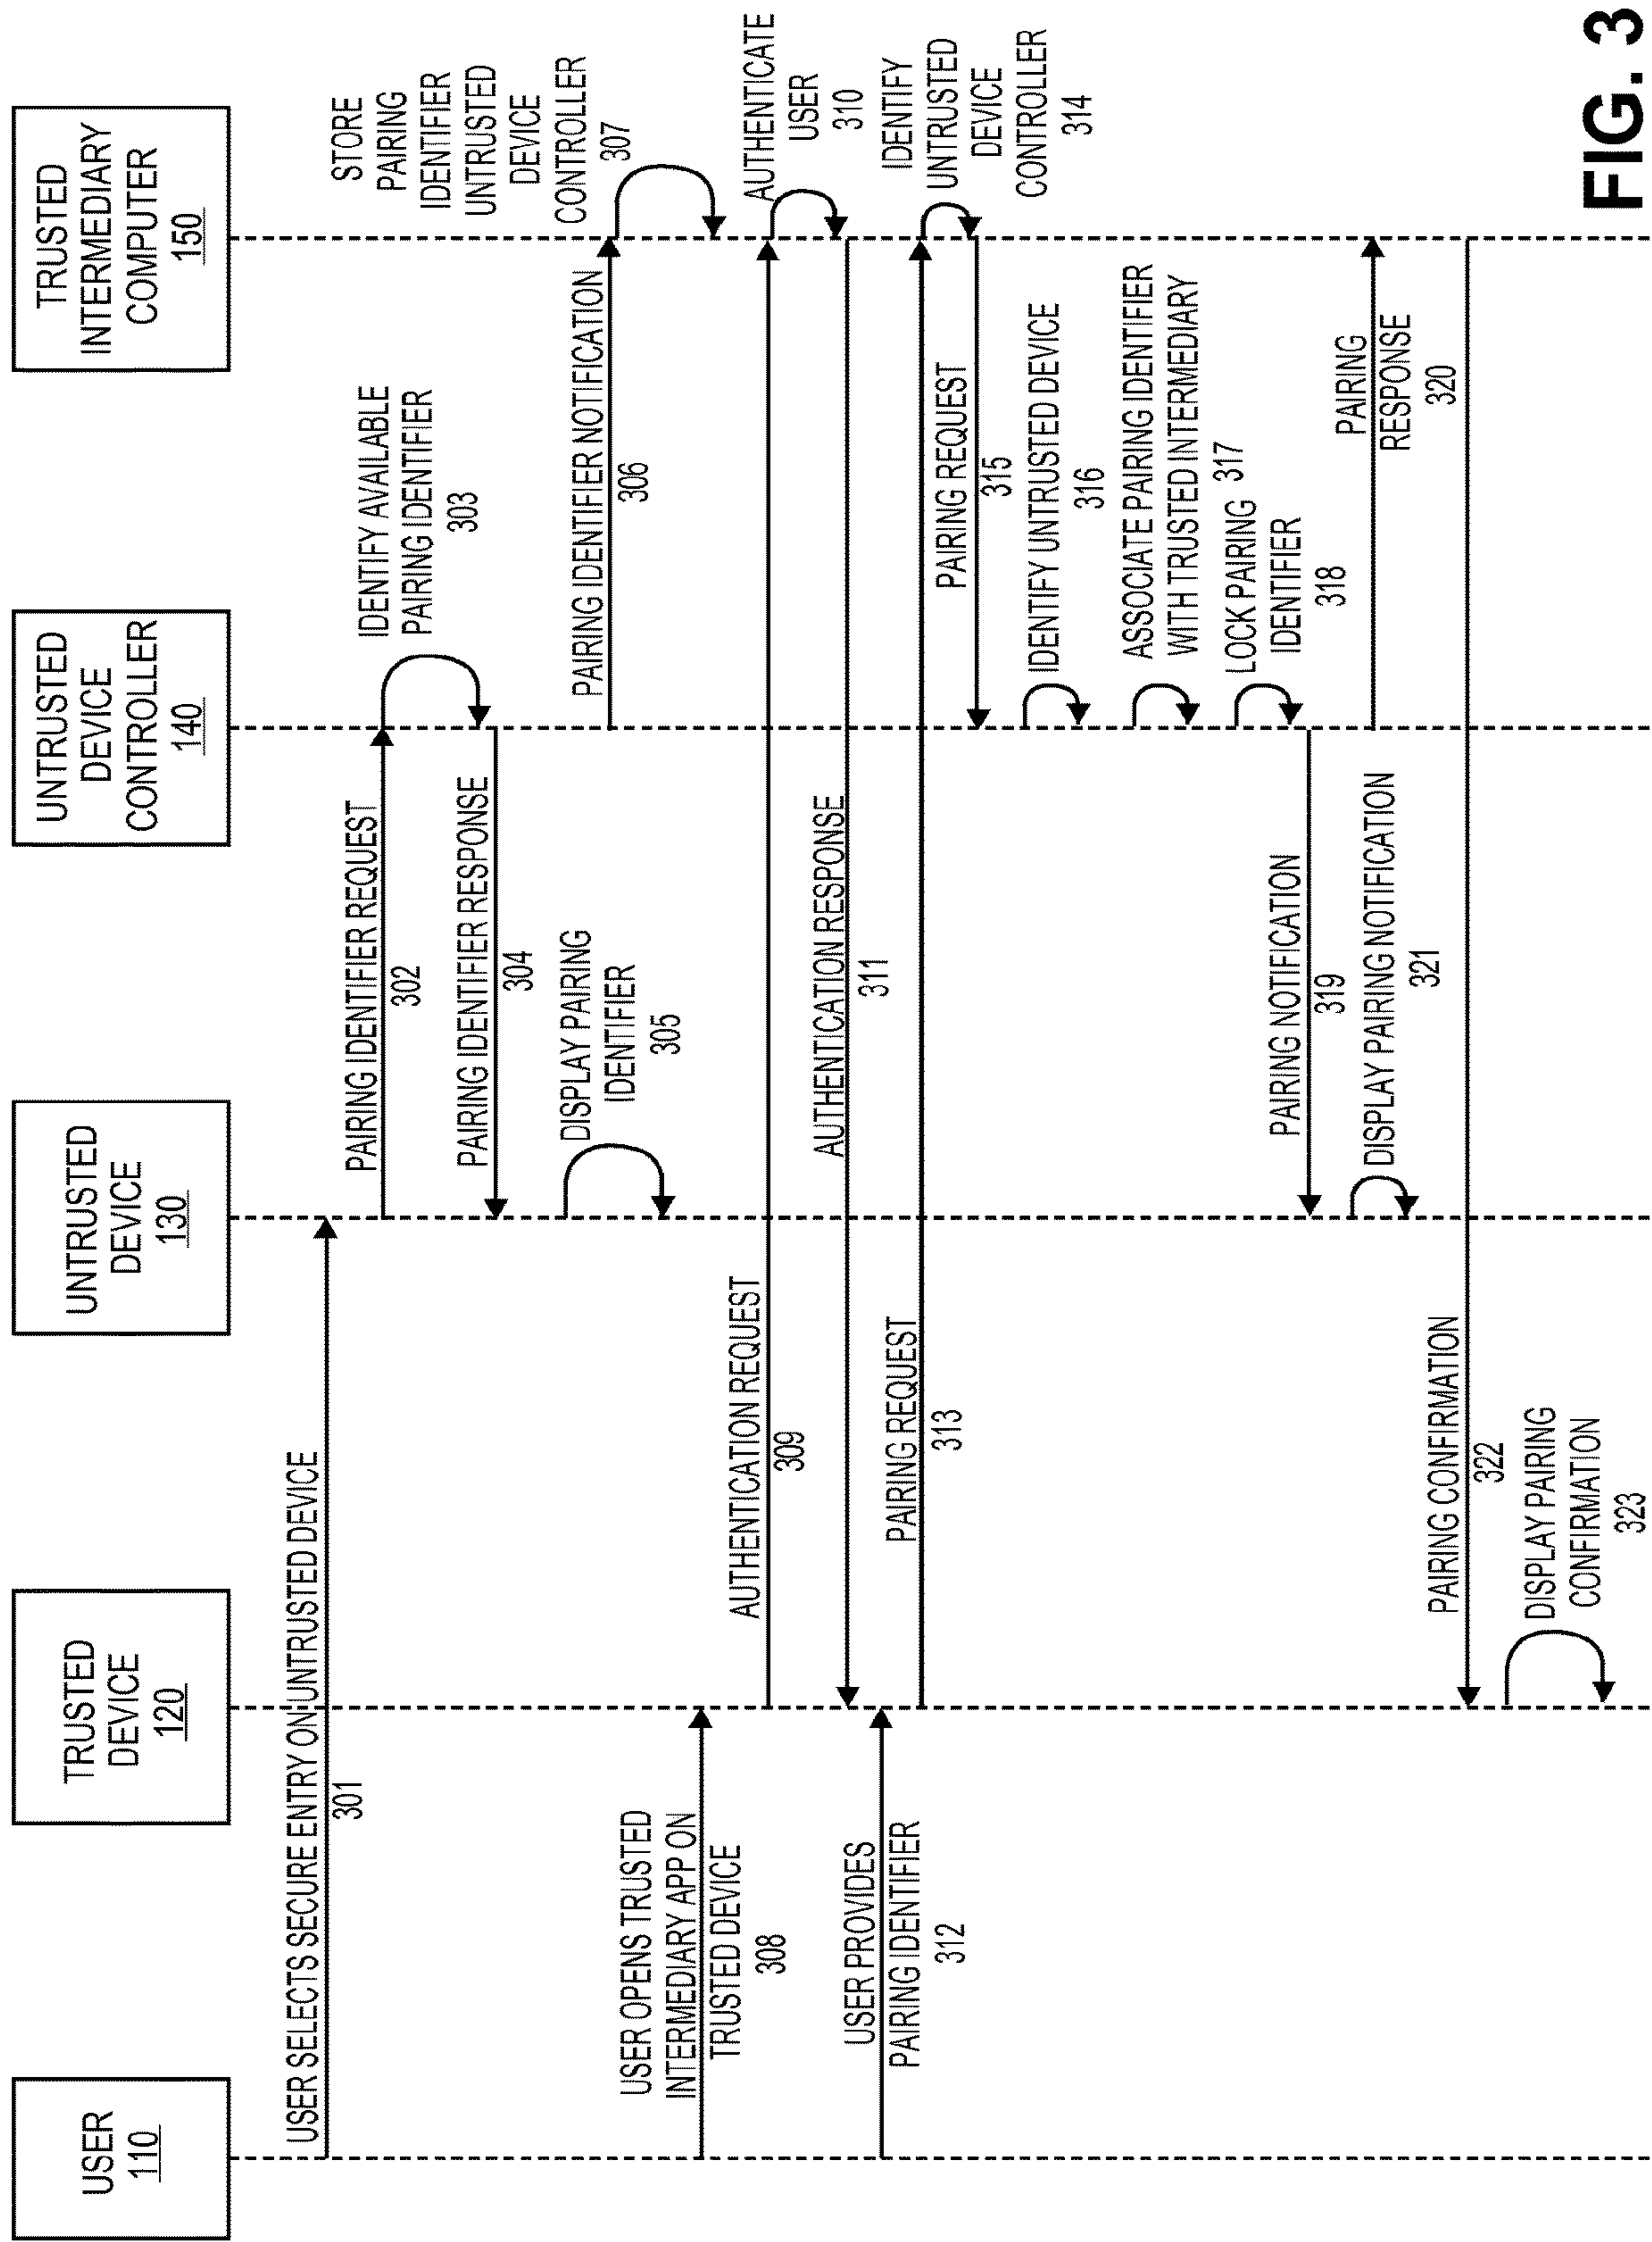 USER
110
TRUSTED
DEVICE
120
UNTRUSTED
DEVICE
130
UNTRUSTED
DEVICE
CONTROLLER
140
TRUSTED
INTERMEDIARY
COMPUTER
150
USER SELECTS SECURE ENTRY ON UNTRUSTED DEVICE
301
PAIRING IDENTIFIER REQUEST
302
IDENTIFY AVAILABLE
PAIRING IDENTIFIER
303
PAIRING IDENTIFIER RESPONSE
304
DISPLAY PAIRING
IDENTIFIER
305
PAIRING IDENTIFIER NOTIFICATION
306
STORE
PAIRING
IDENTIFIER
UNTRUSTED
DEVICE
CONTROLLER
307
USER OPENS TRUSTED
INTERMEDIARY APP ON
TRUSTED DEVICE
308
AUTHENTICATION REQUEST
309
AUTHENTICATE
USER
310
AUTHENTICATION RESPONSE
311
USER PROVIDES
PAIRING IDENTIFIER
312
PAIRING REQUEST
313
IDENTIFY
UNTRUSTED
DEVICE
CONTROLLER
314
PAIRING REQUEST
315
IDENTIFY UNTRUSTED DEVICE
316
ASSOCIATE PAIRING IDENTIFIER
WITH TRUSTED INTERMEDIARY
317
LOCK PAIRING
IDENTIFIER
318
PAIRING NOTIFICATION
319
PAIRING
RESPONSE
320
DISPLAY PAIRING NOTIFICATION
321
PAIRING CONFIRMATION
322
DISPLAY PAIRING
CONFIRMATION
323
FIG. 3